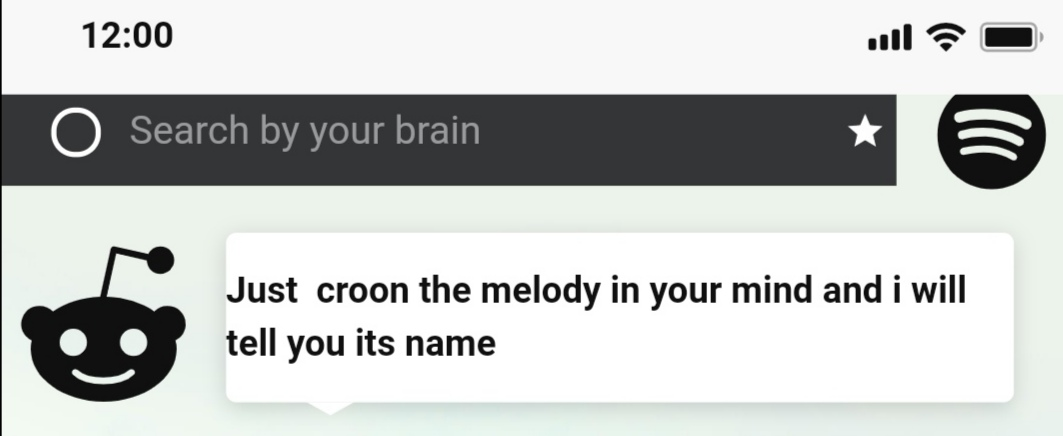 12:00
Search by your brain
Just croon the melody in your mind and i will
tell you its name